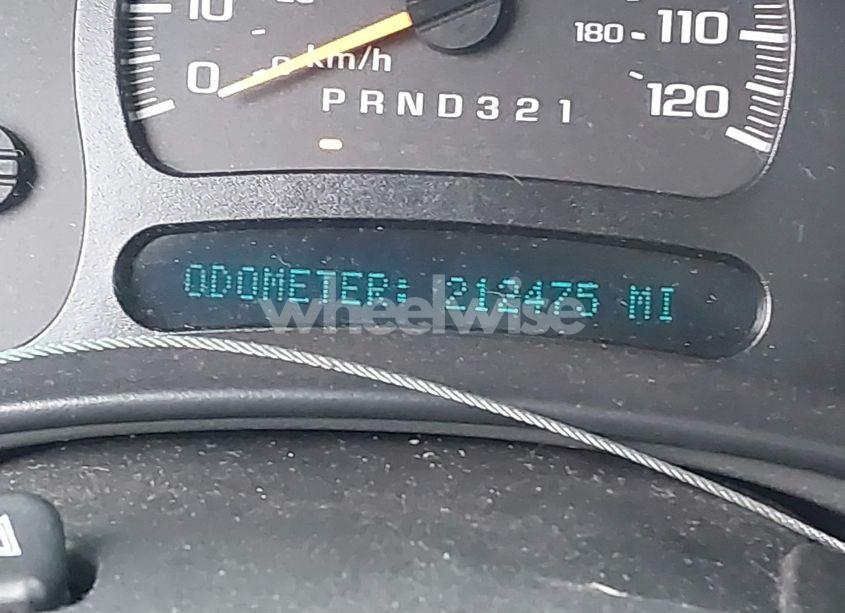 10
0
km/h
180 110
120
PRND321
ODOMETER: 212475 MI
wheelwise